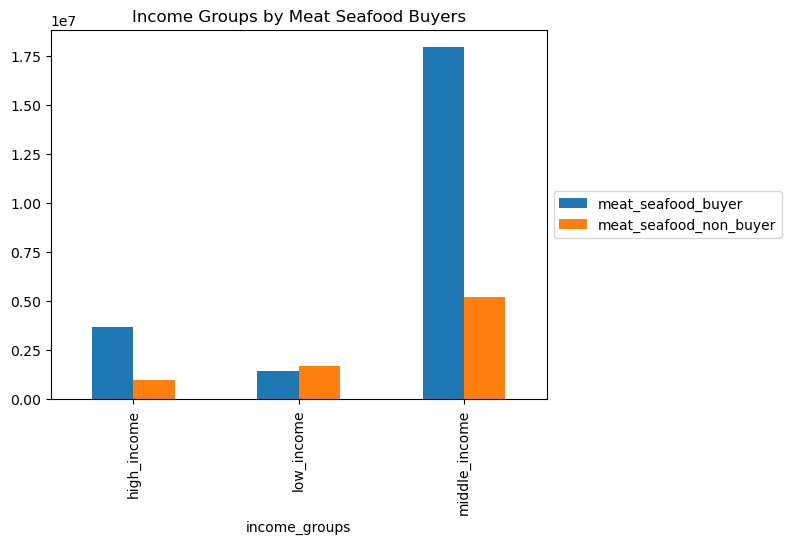 Income Groups by Meat Seafood Buyers
1e7
1.75
1.50
1.25
1.00
0.75
0.50
0.25
0.00
high_income
low_income
middle_income
income_groups
meat_seafood_buyer
meat_seafood_non_buyer